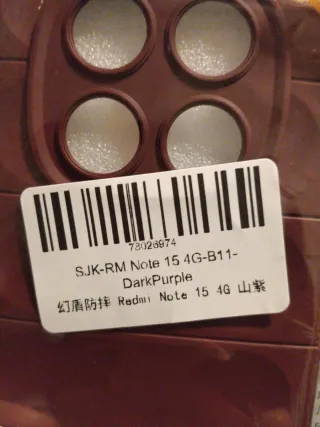 78026974
SJK-RM Note 15 4G-B11-
DarkPurple
幻盾防摔 Redmi Note 15 4G 山紫